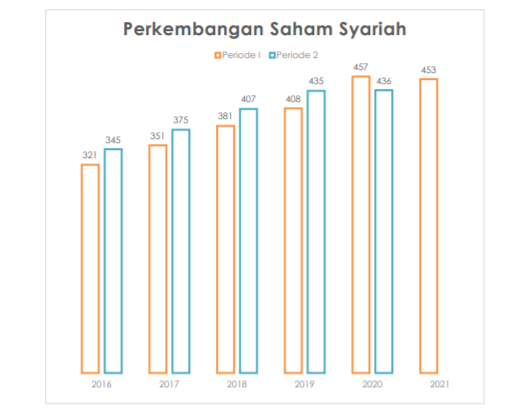 Perkembangan Saham Syariah
Periode I Periode 2
321 345 351 375 381 407 408 435 457 436 453
2016 2017 2018 2019 2020 2021